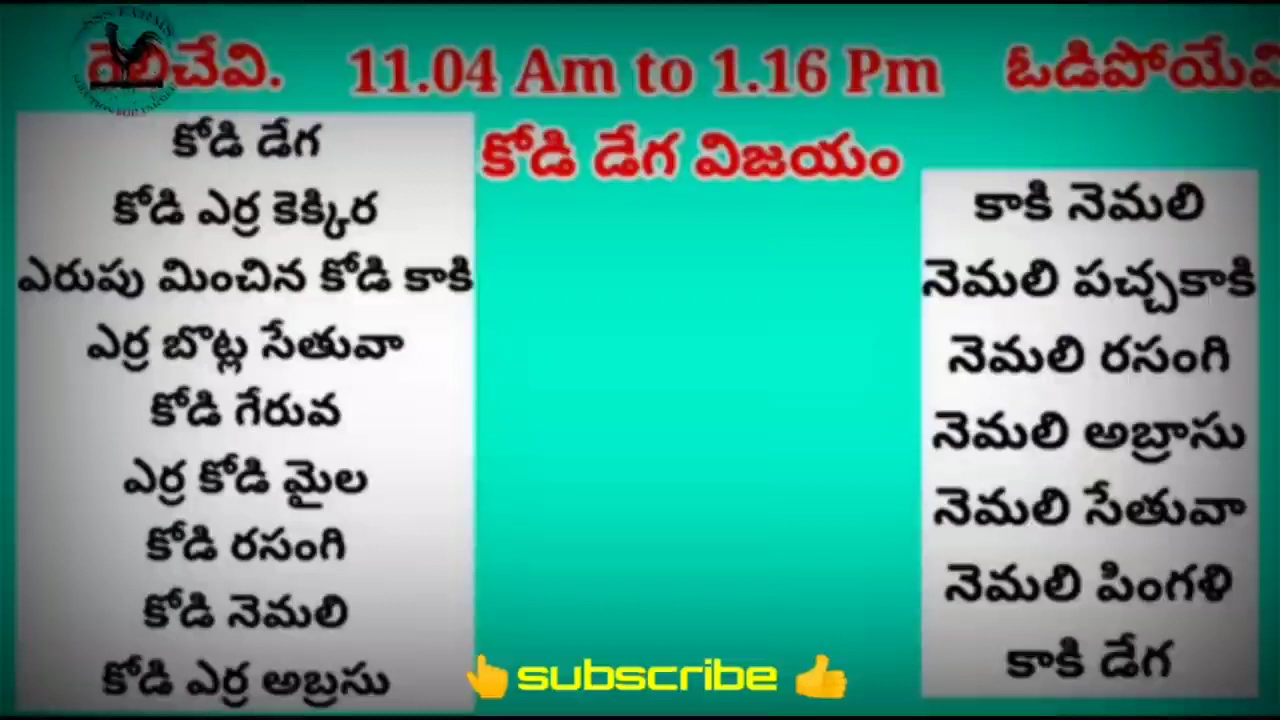 గెలిచేవి.
11.04 Am to 1.16 Pm
కోడి డేగ విజయం
కోడి డేగ
కోడి ఎర్ర కెక్కిర
ఎరుపు మించిన కోడి కాకి
ఎర్ర బొట్ల సేతువా
కోడి గేరువ
ఎర్ర కోడి మైల
కోడి రసంగి
కోడి నెమలి
కోడి ఎర్ర అబ్రసు
కాకి నెమలి
నెమలి పచ్చకాకి
నెమలి రసంగి
నెమలి అబ్రాసు
నెమలి సేతువా
నెమలి పింగళి
కాకి డేగ
subscribe